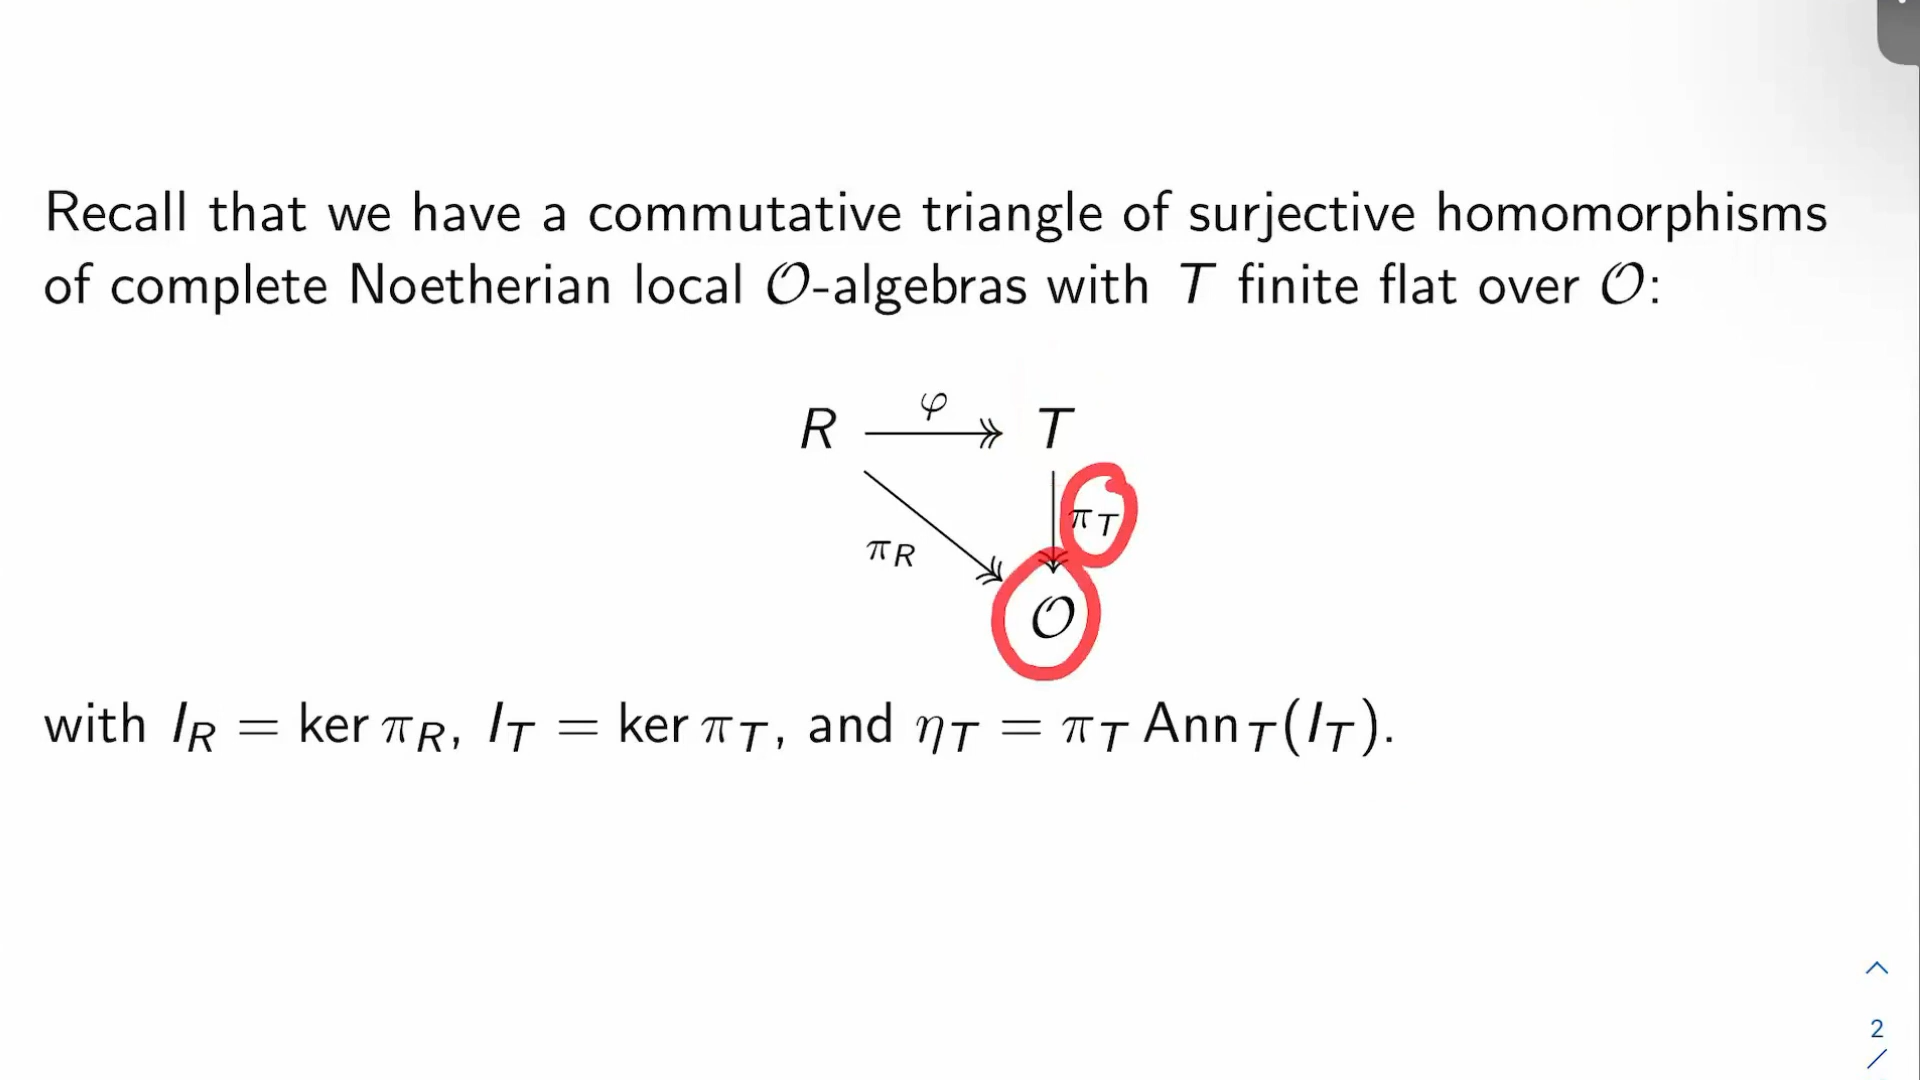 Recall that we have a commutative triangle of surjective homomorphisms
of complete Noetherian local 𝒪-algebras with T finite flat over 𝒪:
φ
R T
π_T
π_R
𝒪
with I_R = ker π_R, I_T = ker π_T, and η_T = π_T Ann_T(I_T).
2
/